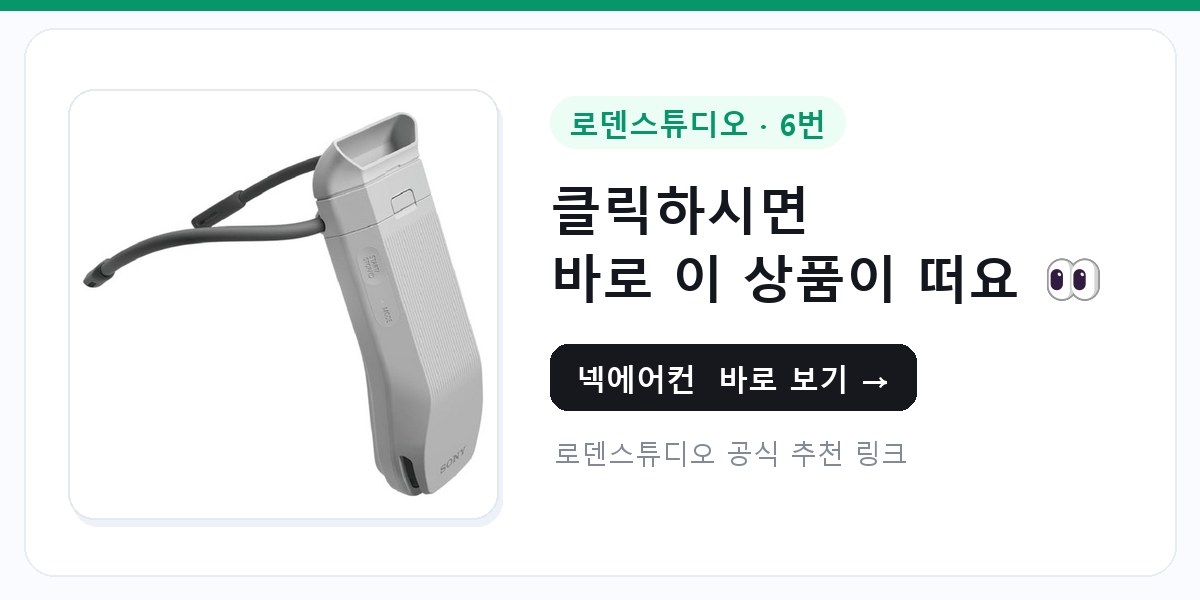 로덴스튜디오 · 6번
클릭하시면
바로 이 상품이 떠요 👀
넥에어컨 바로 보기 →
로덴스튜디오 공식 추천 링크
SONY